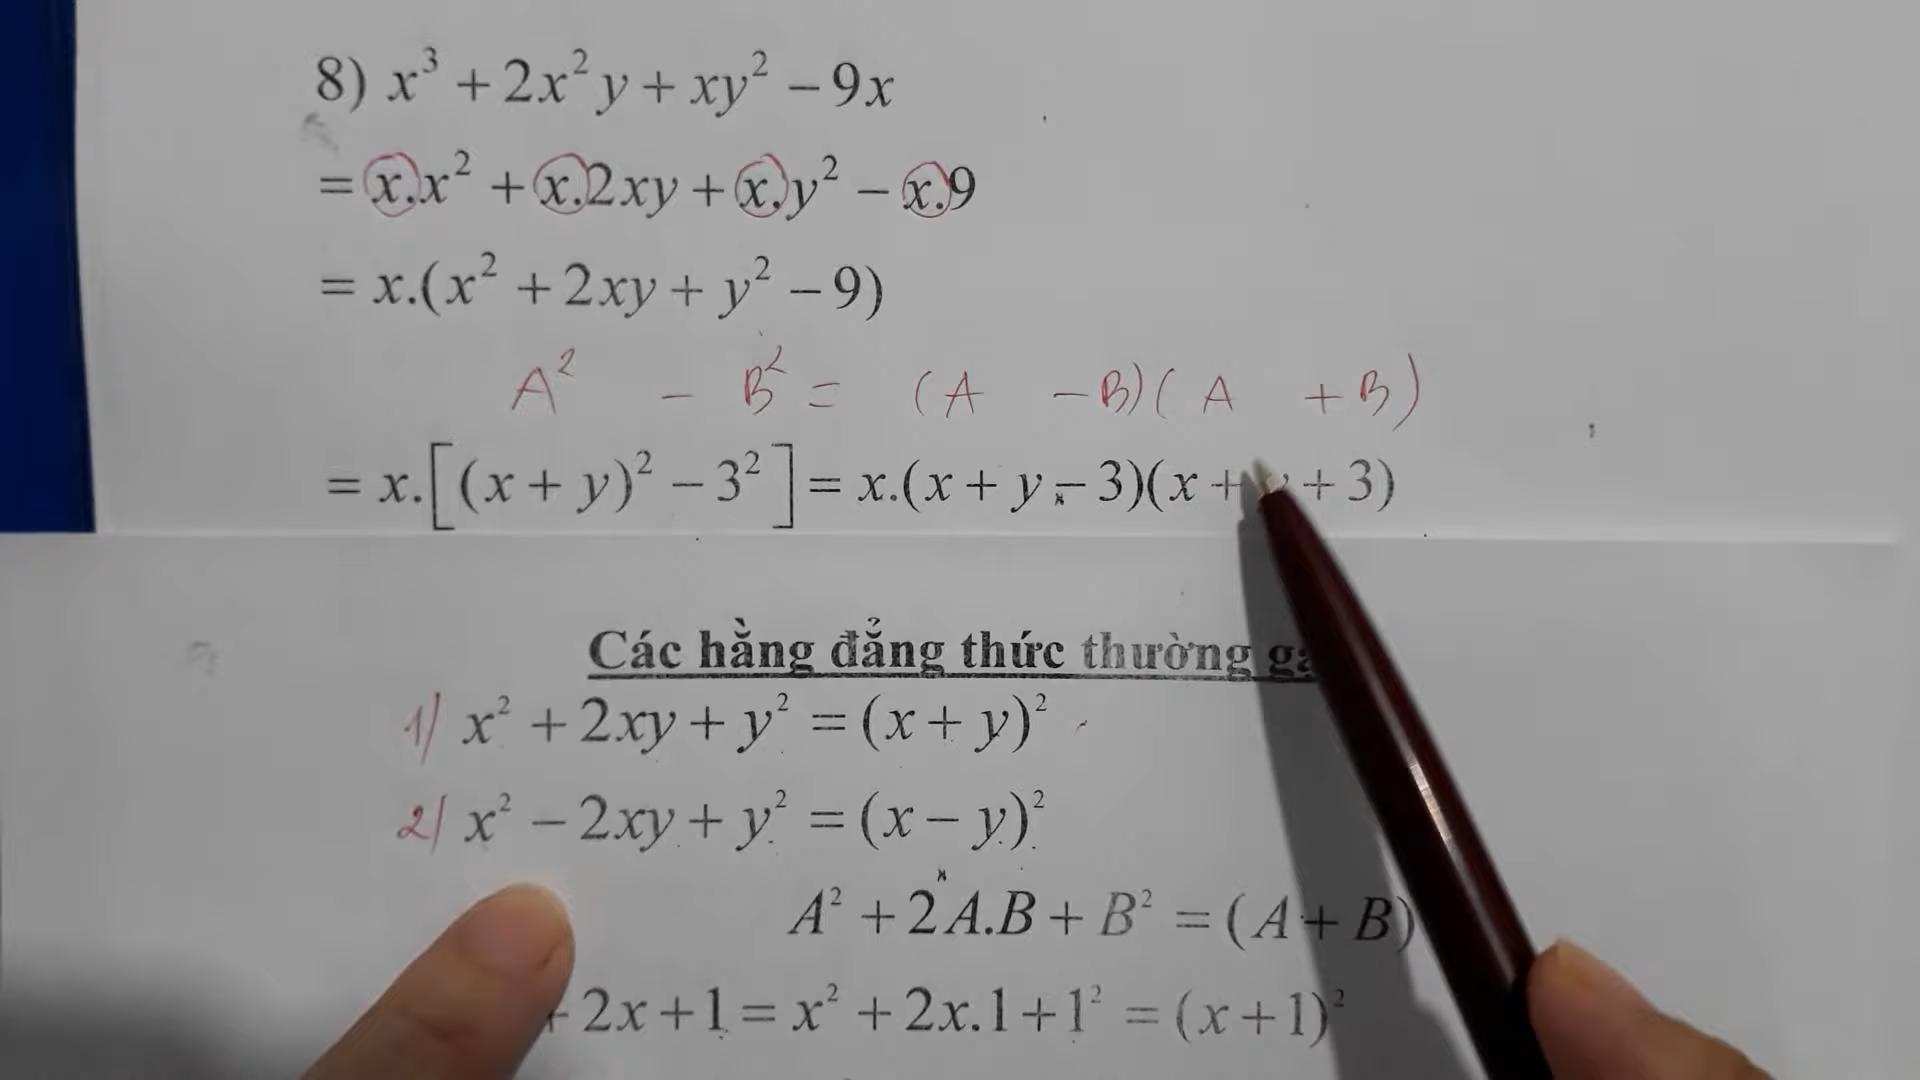 8) x³ + 2x²y + xy² − 9x
= x.x² + x.2xy + x.y² − x.9
= x.(x² + 2xy + y² − 9)
A² − B² = (A − B)(A + B)
= x.[(x + y)² − 3²] = x.(x + y − 3)(x + + 3)
Các hằng đẳng thức thường
1) x² + 2xy + y² = (x + y)²
2) x² − 2xy + y² = (x − y)²
A² + 2A.B + B² = (A + B)
+ 2x + 1 = x² + 2x.1 + 1² = (x + 1)²